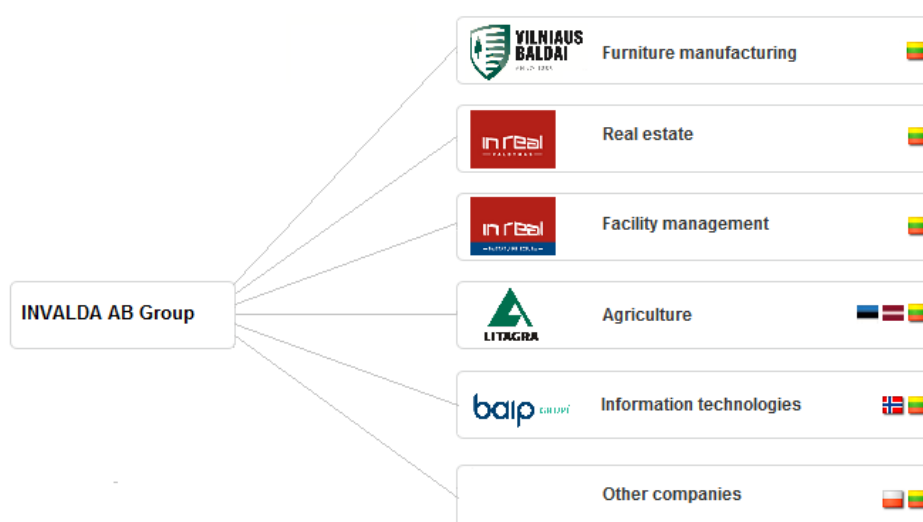 VILNIAUS
BALDAI
Furniture manufacturing
in real
Real estate
in real
Facility management
INVALDA AB Group
LITAGRA
Agriculture
baip
Information technologies
Other companies